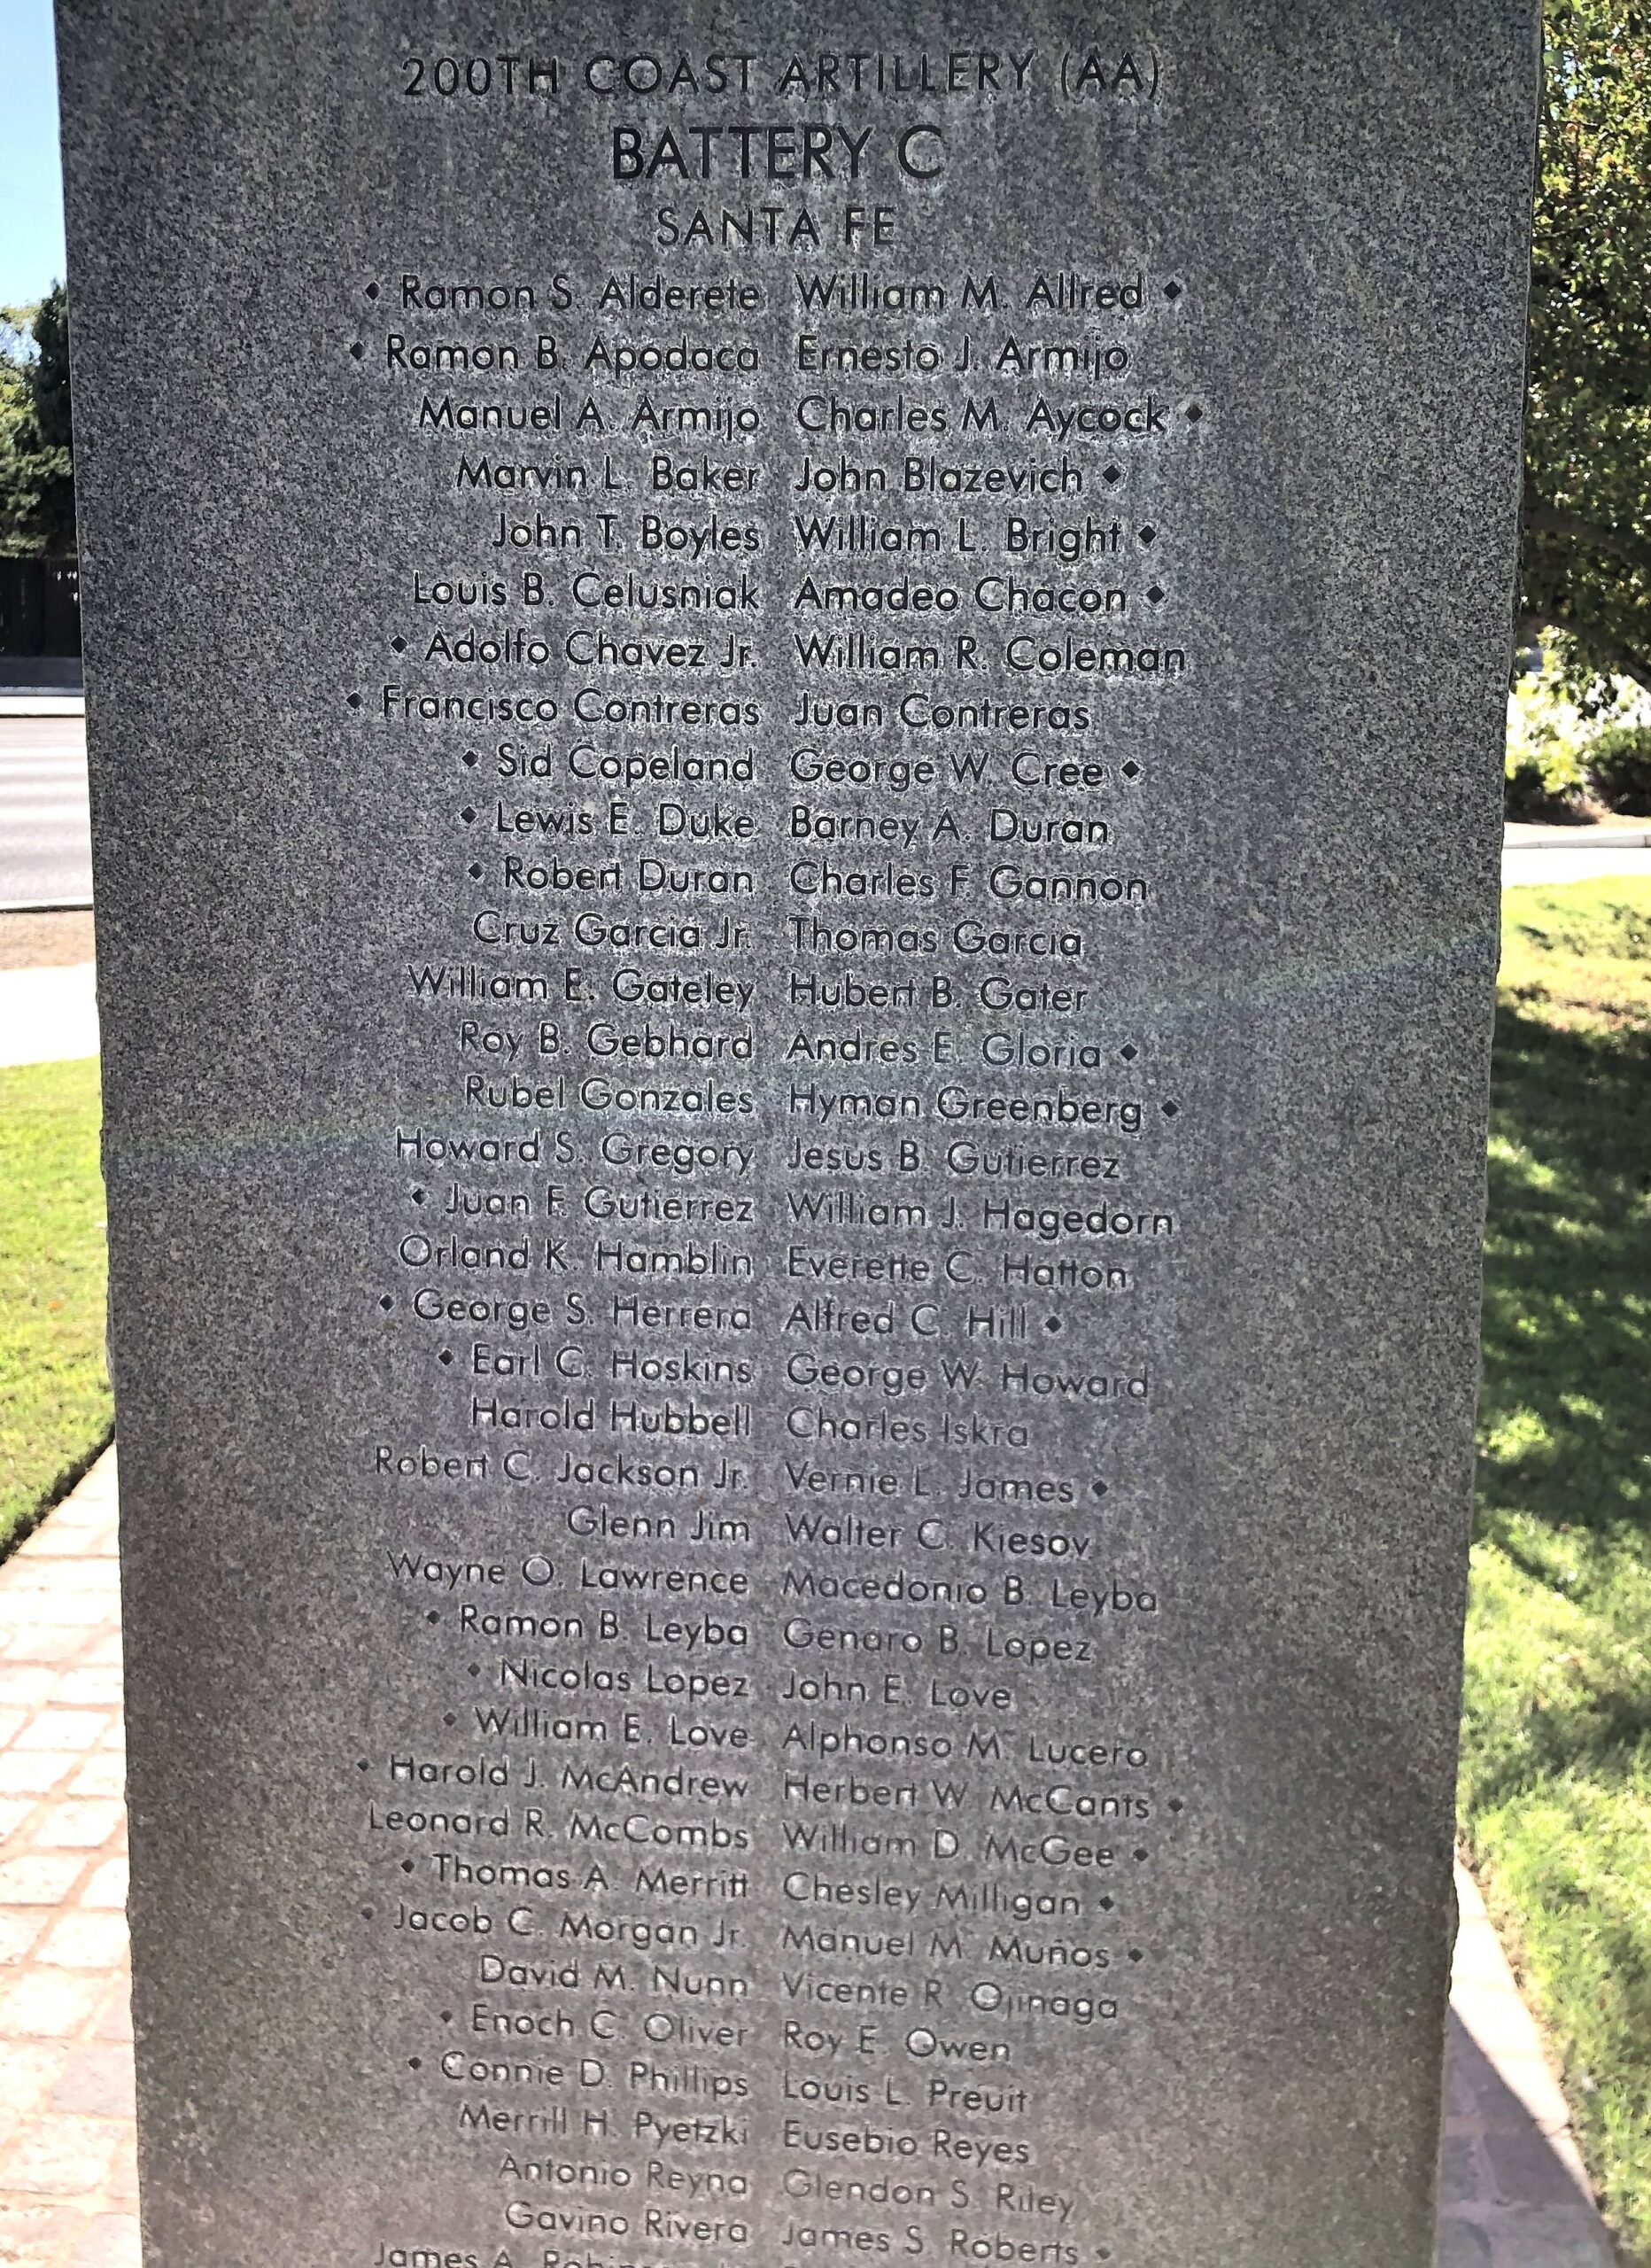 200TH COAST ARTILLERY (AA)
BATTERY C
SANTA FE
◆ Ramon S. Alderete William M. Allred ◆
◆ Ramon B. Apodaca Ernesto J. Armijo
Manuel A. Armijo Charles M. Aycock ◆
Marvin L. Baker John Blazevich ◆
John T. Boyles William L. Bright ◆
Louis B. Celusniak Amadeo Chacon ◆
◆ Adolfo Chavez Jr. William R. Coleman
◆ Francisco Contreras Juan Contreras
◆ Sid Copeland George W. Cree ◆
◆ Lewis E. Duke Barney A. Duran
◆ Robert Duran Charles F. Gannon
Cruz Garcia Jr. Thomas Garcia
William E. Gateley Hubert B. Gater
Roy B. Gebhard Andres E. Gloria ◆
Rubel Gonzales Hyman Greenberg ◆
Howard S. Gregory Jesus B. Gutierrez
◆ Juan F. Gutierrez William J. Hagedorn
Orland K. Hamblin Everette C. Hatton
◆ George S. Herrera Alfred C. Hill ◆
◆ Earl C. Hoskins George W. Howard
Harold Hubbell Charles Iskra
Robert C. Jackson Jr. Vernie L. James ◆
Glenn Jim Walter C. Kiesov
Wayne O. Lawrence Macedonio B. Leyba
◆ Ramon B. Leyba Genaro B. Lopez
◆ Nicolas Lopez John E. Love
◆ William E. Love Alphonso M. Lucero
◆ Harold J. McAndrew Herbert W. McCants ◆
Leonard R. McCombs William D. McGee ◆
◆ Thomas A. Merritt Chesley Milligan ◆
◆ Jacob C. Morgan Jr. Manuel M. Muños ◆
David M. Nunn Vicente R. Ojinaga
◆ Enoch C. Oliver Roy E. Owen
◆ Connie D. Phillips Louis L. Preuit
Merrill H. Pyetzki Eusebio Reyes
Antonio Reyna Glendon S. Riley
Gavino Rivera James S. Roberts ◆
James A.